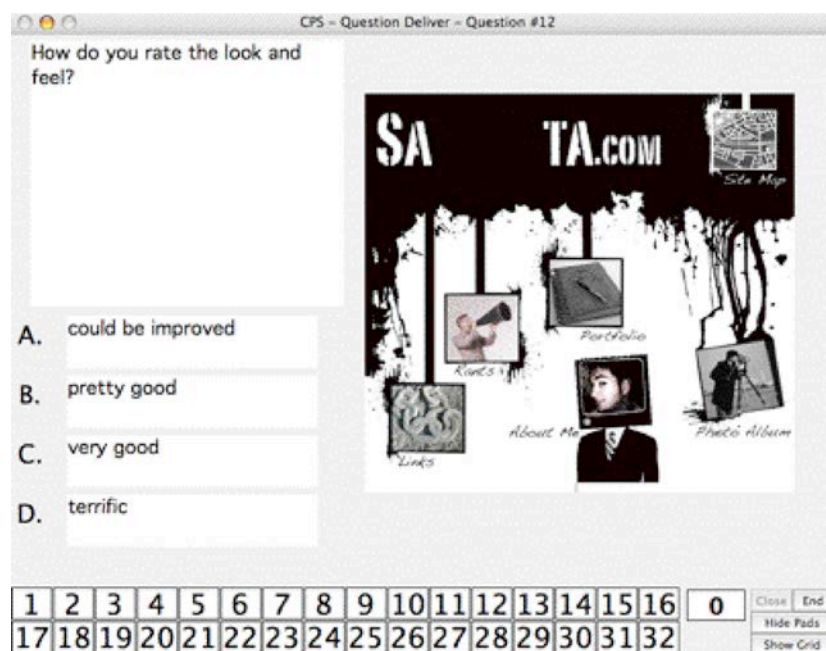 CPS – Question Deliver – Question #12
How do you rate the look and
feel?
SA TA.COM
Site Map
Portfolio
Rants
About Me
Photo Album
Links
A. could be improved
B. pretty good
C. very good
D. terrific
1 2 3 4 5 6 7 8 9 10 11 12 13 14 15 16 0 Close End
Hide Pads
17 18 19 20 21 22 23 24 25 26 27 28 29 30 31 32 Show Grid